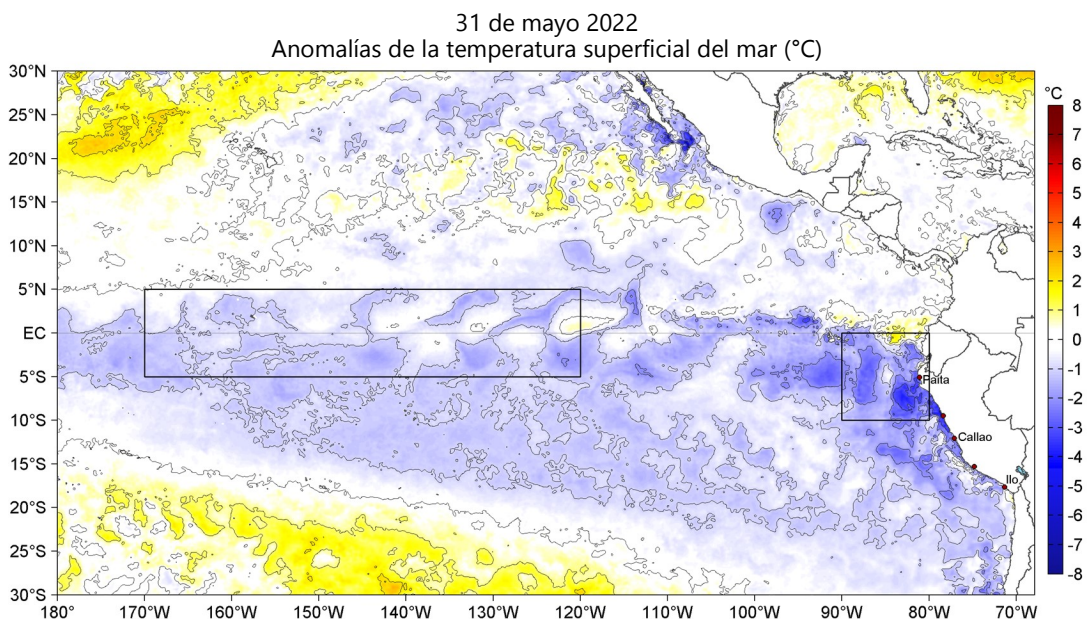 31 de mayo 2022
Anomalías de la temperatura superficial del mar (°C)
30°N
25°N
20°N
15°N
10°N
5°N
EC
5°S
10°S
15°S
20°S
25°S
30°S
180
170°W
160°W
150°W
140°W
130°W
120°W
110°W
100°W
90°W
80°W
70°W
Paita
Callao
Ilo
°C
8
7
6
5
4
3
2
1
0
-1
-2
-3
-4
-5
-6
-7
-8